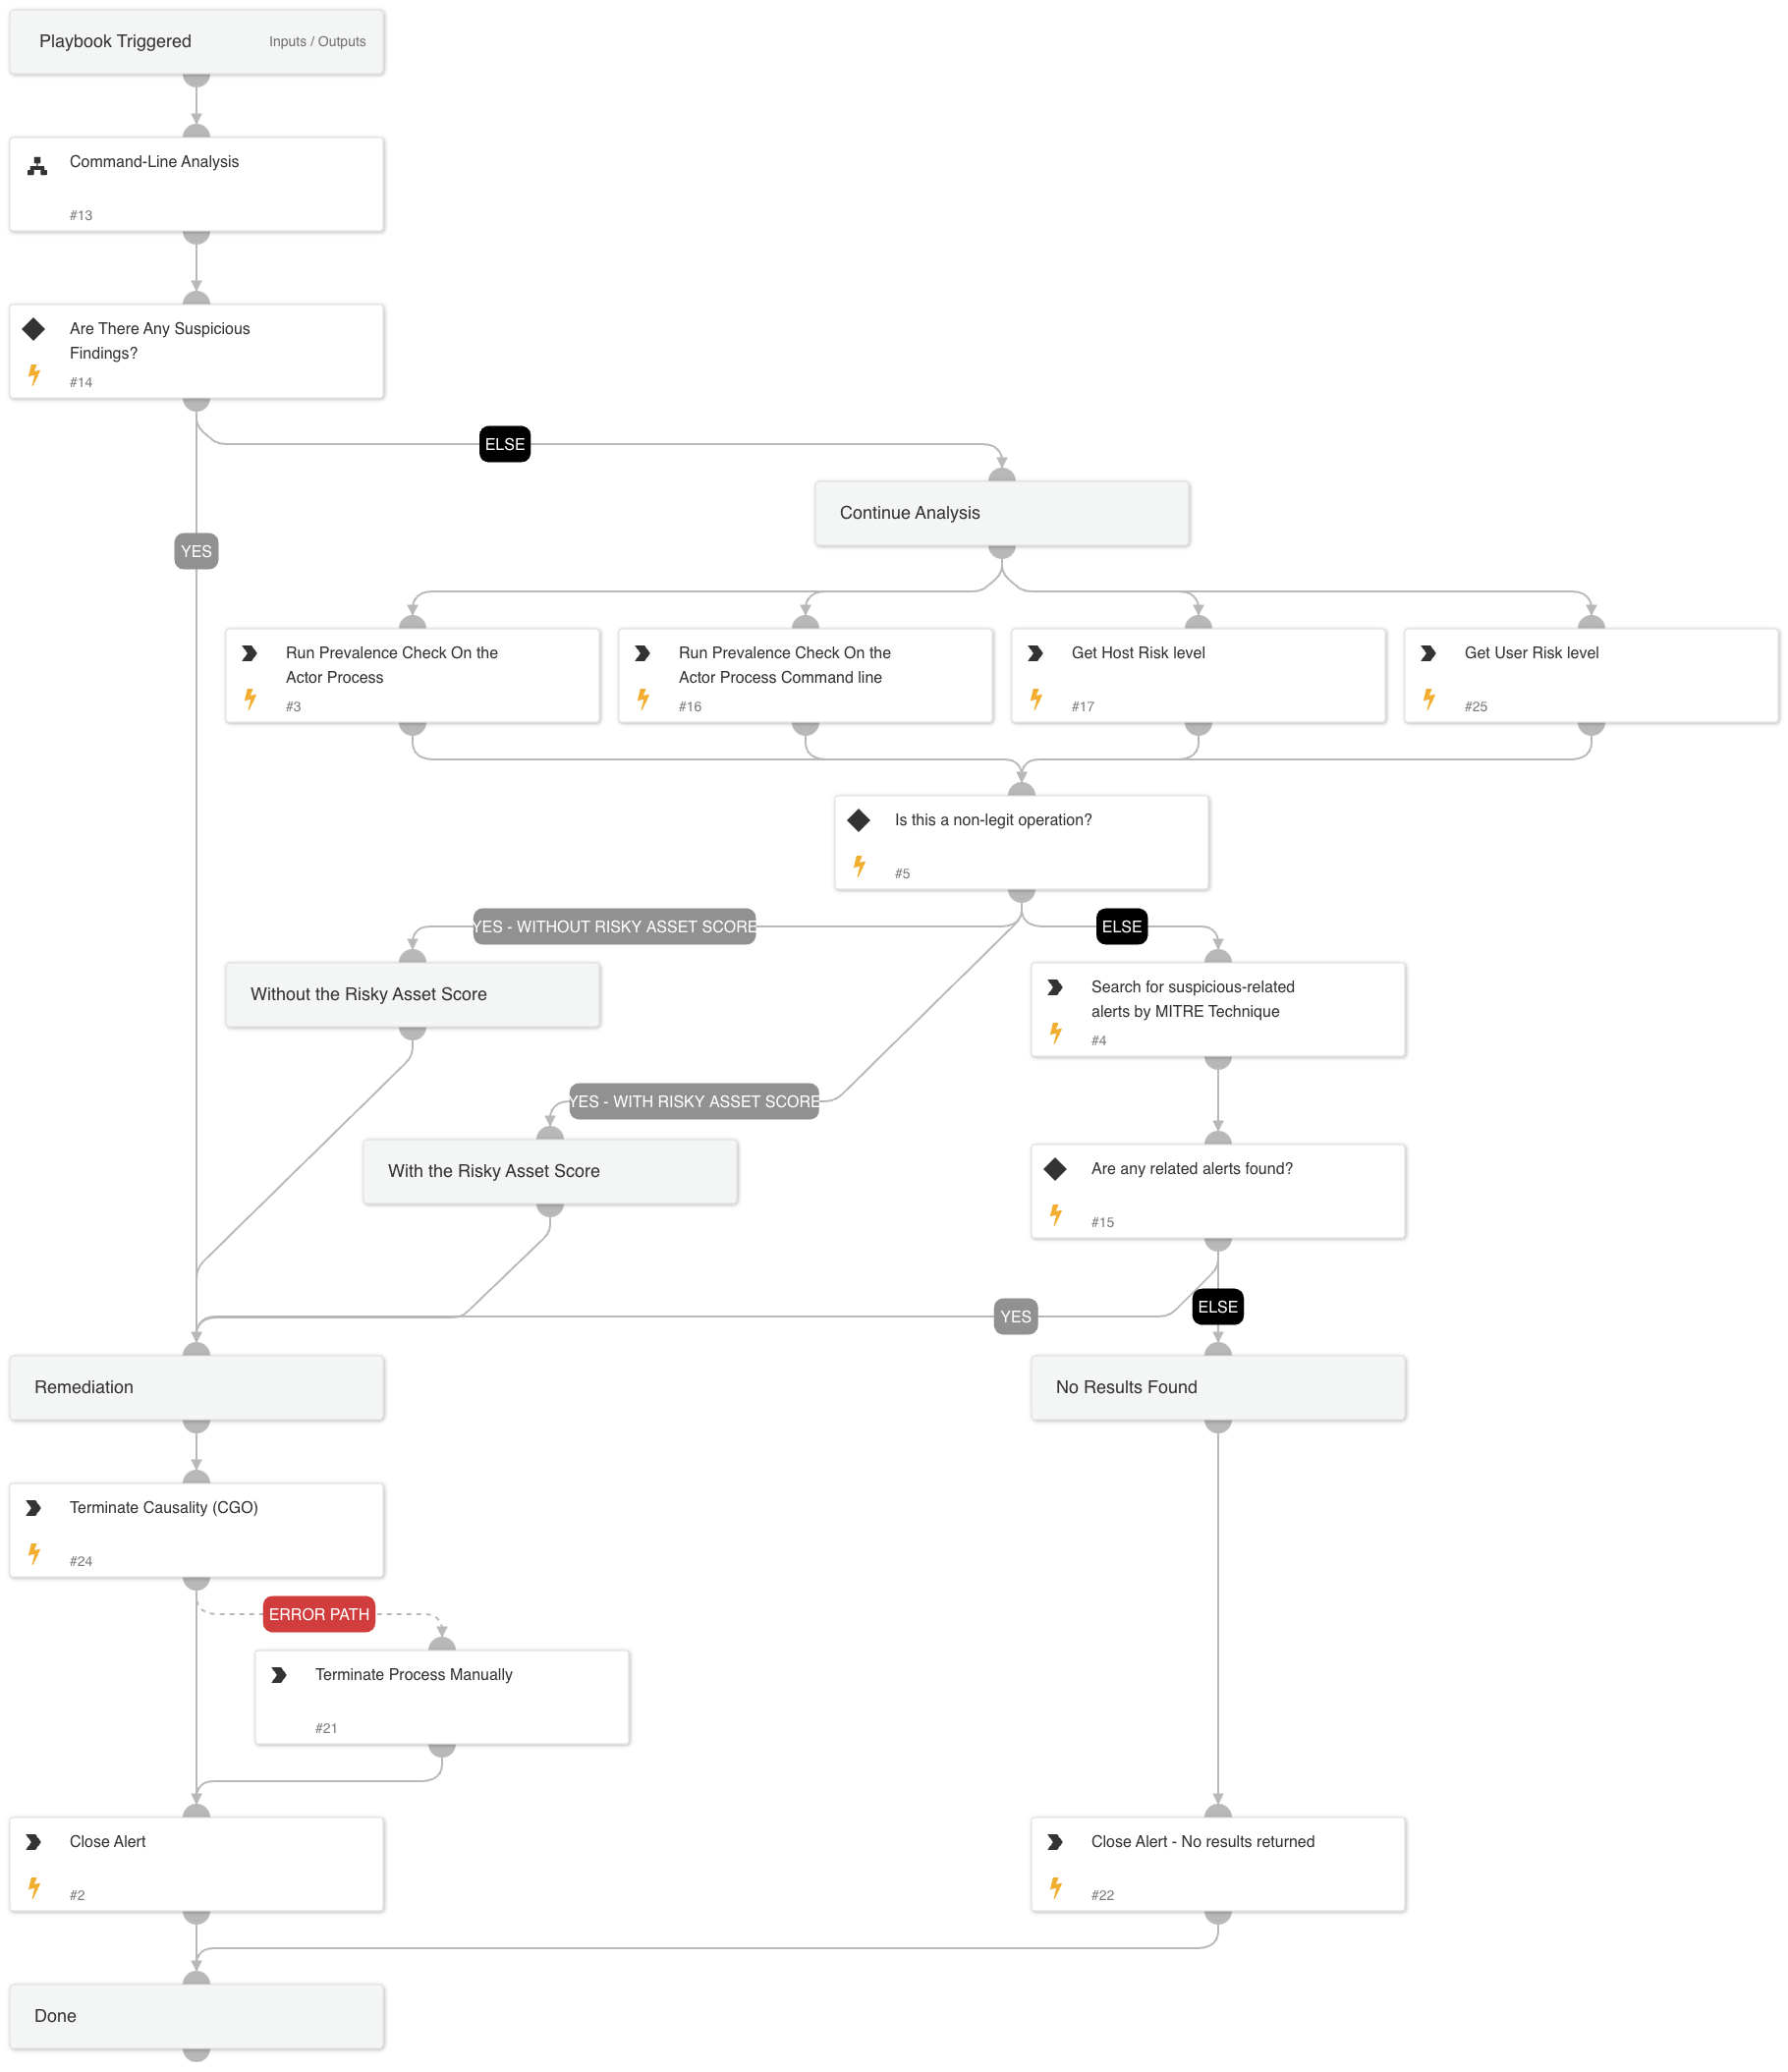 Playbook Triggered
Inputs / Outputs
Command-Line Analysis
#13
Are There Any Suspicious
Findings?
#14
ELSE
Continue Analysis
YES
Run Prevalence Check On the
Actor Process
#3
Run Prevalence Check On the
Actor Process Command line
#16
Get Host Risk level
#17
Get User Risk level
#25
Is this a non-legit operation?
#5
YES - WITHOUT RISKY ASSET SCORE
ELSE
Without the Risky Asset Score
Search for suspicious-related
alerts by MITRE Technique
#4
YES - WITH RISKY ASSET SCORE
With the Risky Asset Score
Are any related alerts found?
#15
YES
ELSE
Remediation
No Results Found
Terminate Causality (CGO)
#24
ERROR PATH
Terminate Process Manually
#21
Close Alert
#2
Close Alert - No results returned
#22
Done